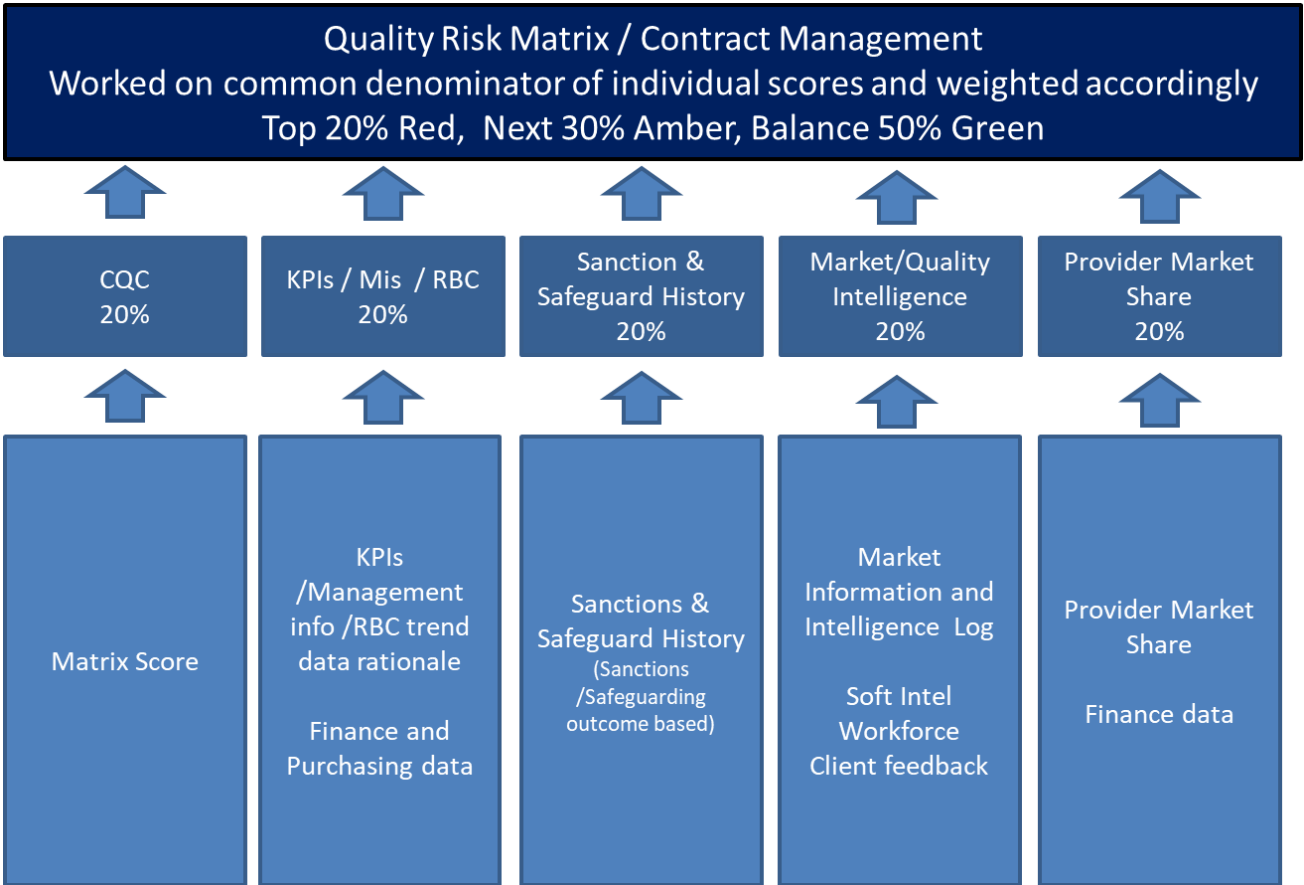 Quality Risk Matrix / Contract Management
Worked on common denominator of individual scores and weighted accordingly
Top 20% Red,  Next 30% Amber, Balance 50% Green
CQC
20%
KPIs / Mis  / RBC
20%
Sanction &
Safeguard History
20%
Market/Quality
Intelligence
20%
Provider Market
Share
20%
Matrix Score
KPIs
/Management
info /RBC trend
data rationale
Finance and
Purchasing data
Sanctions &
Safeguard History
(Sanctions
/Safeguarding
outcome based)
Market
Information and
Intelligence  Log
Soft Intel
Workforce
Client feedback
Provider Market
Share
Finance data